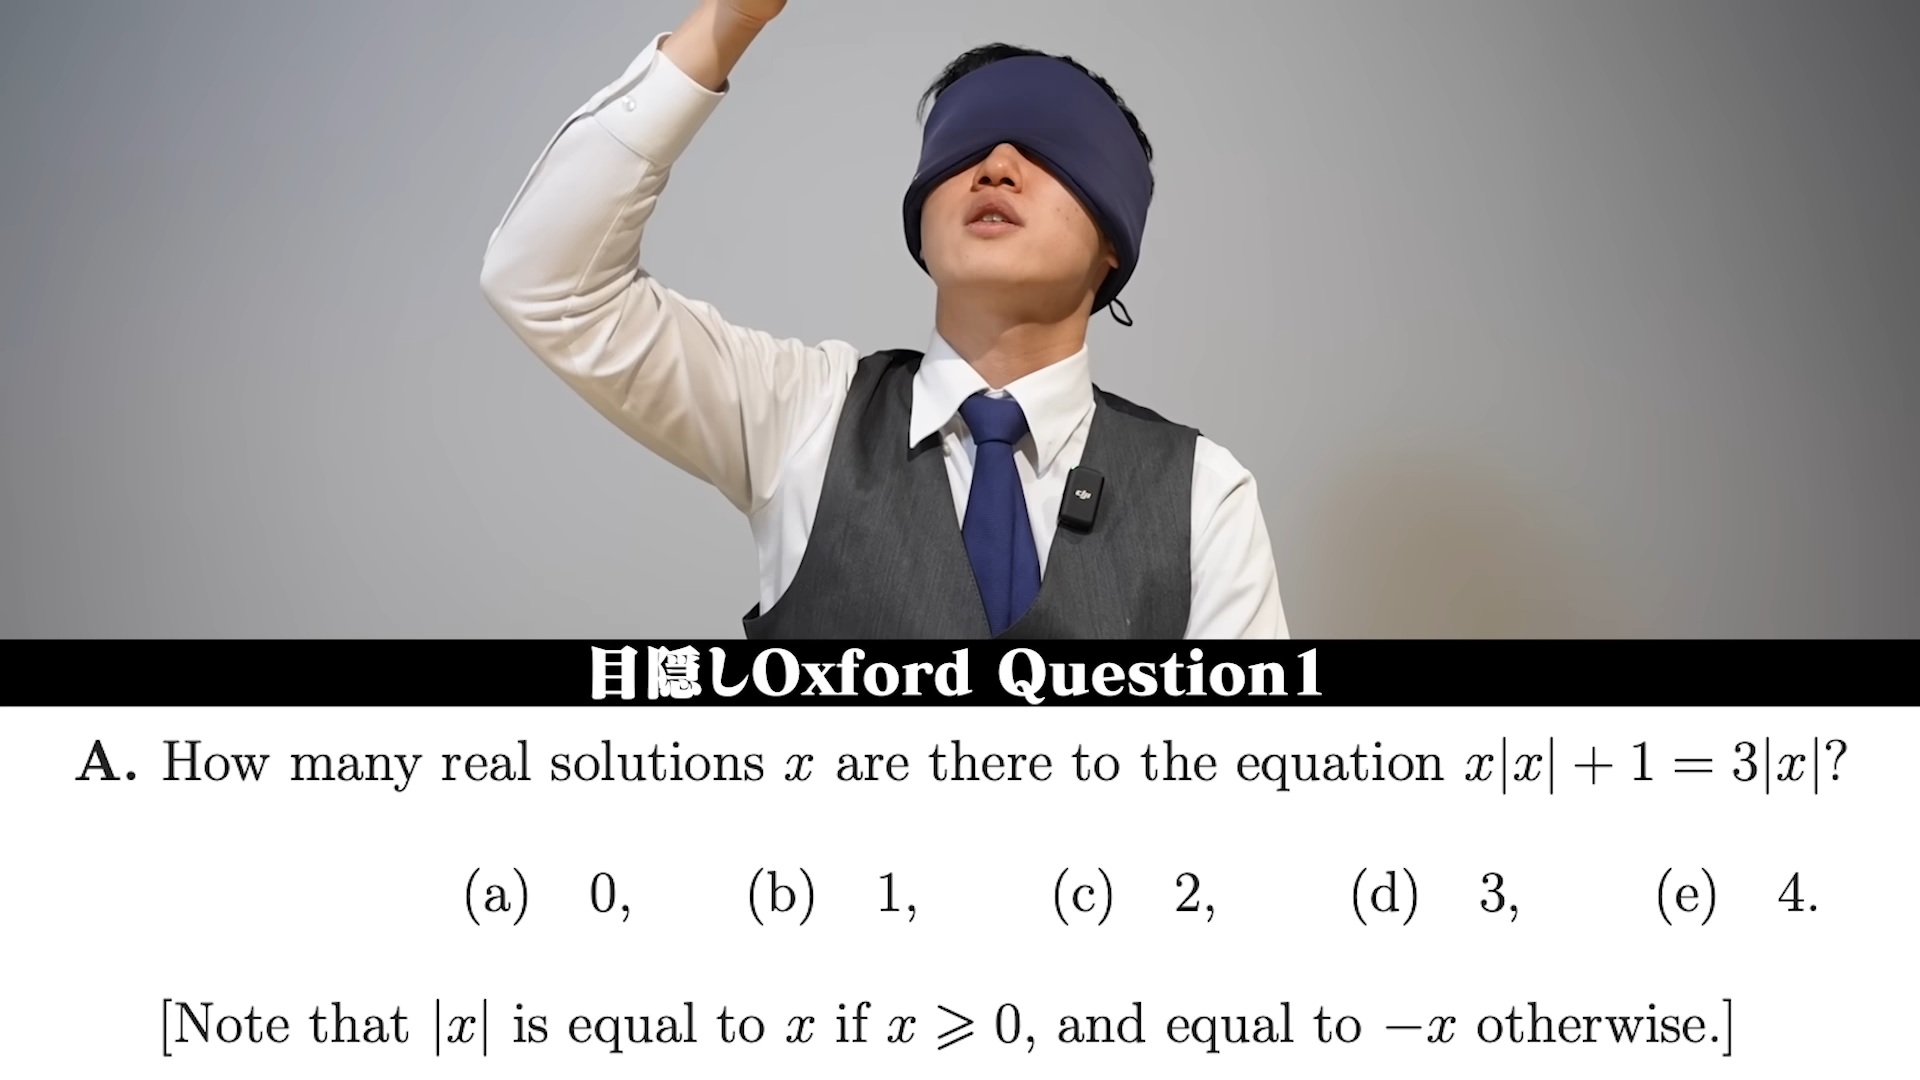 dji
目隠しOxford Question1
A. How many real solutions x are there to the equation x|x| + 1 = 3|x|?
(a) 0, (b) 1, (c) 2, (d) 3, (e) 4.
[Note that |x| is equal to x if x ⩾ 0, and equal to −x otherwise.]